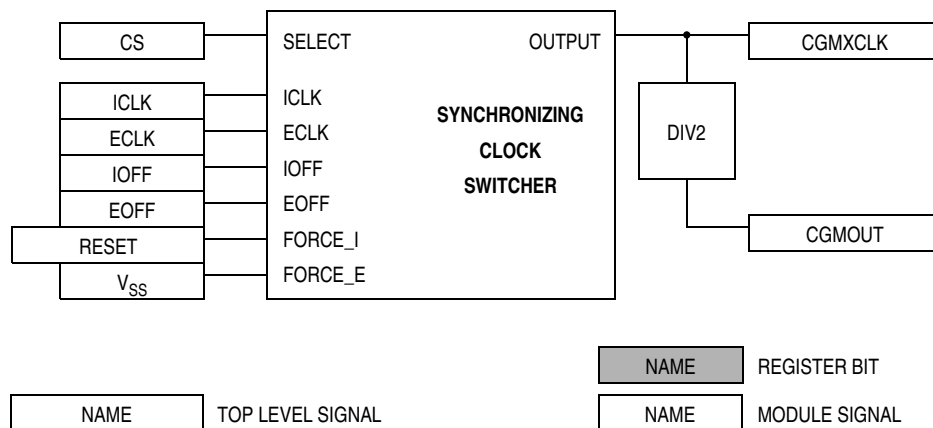 CS SELECT OUTPUT CGMXCLK
ICLK ICLK
ECLK ECLK SYNCHRONIZING DIV2
IOFF IOFF CLOCK
EOFF EOFF SWITCHER
RESET FORCE_I CGMOUT
VSS FORCE_E
NAME REGISTER BIT
NAME TOP LEVEL SIGNAL NAME MODULE SIGNAL